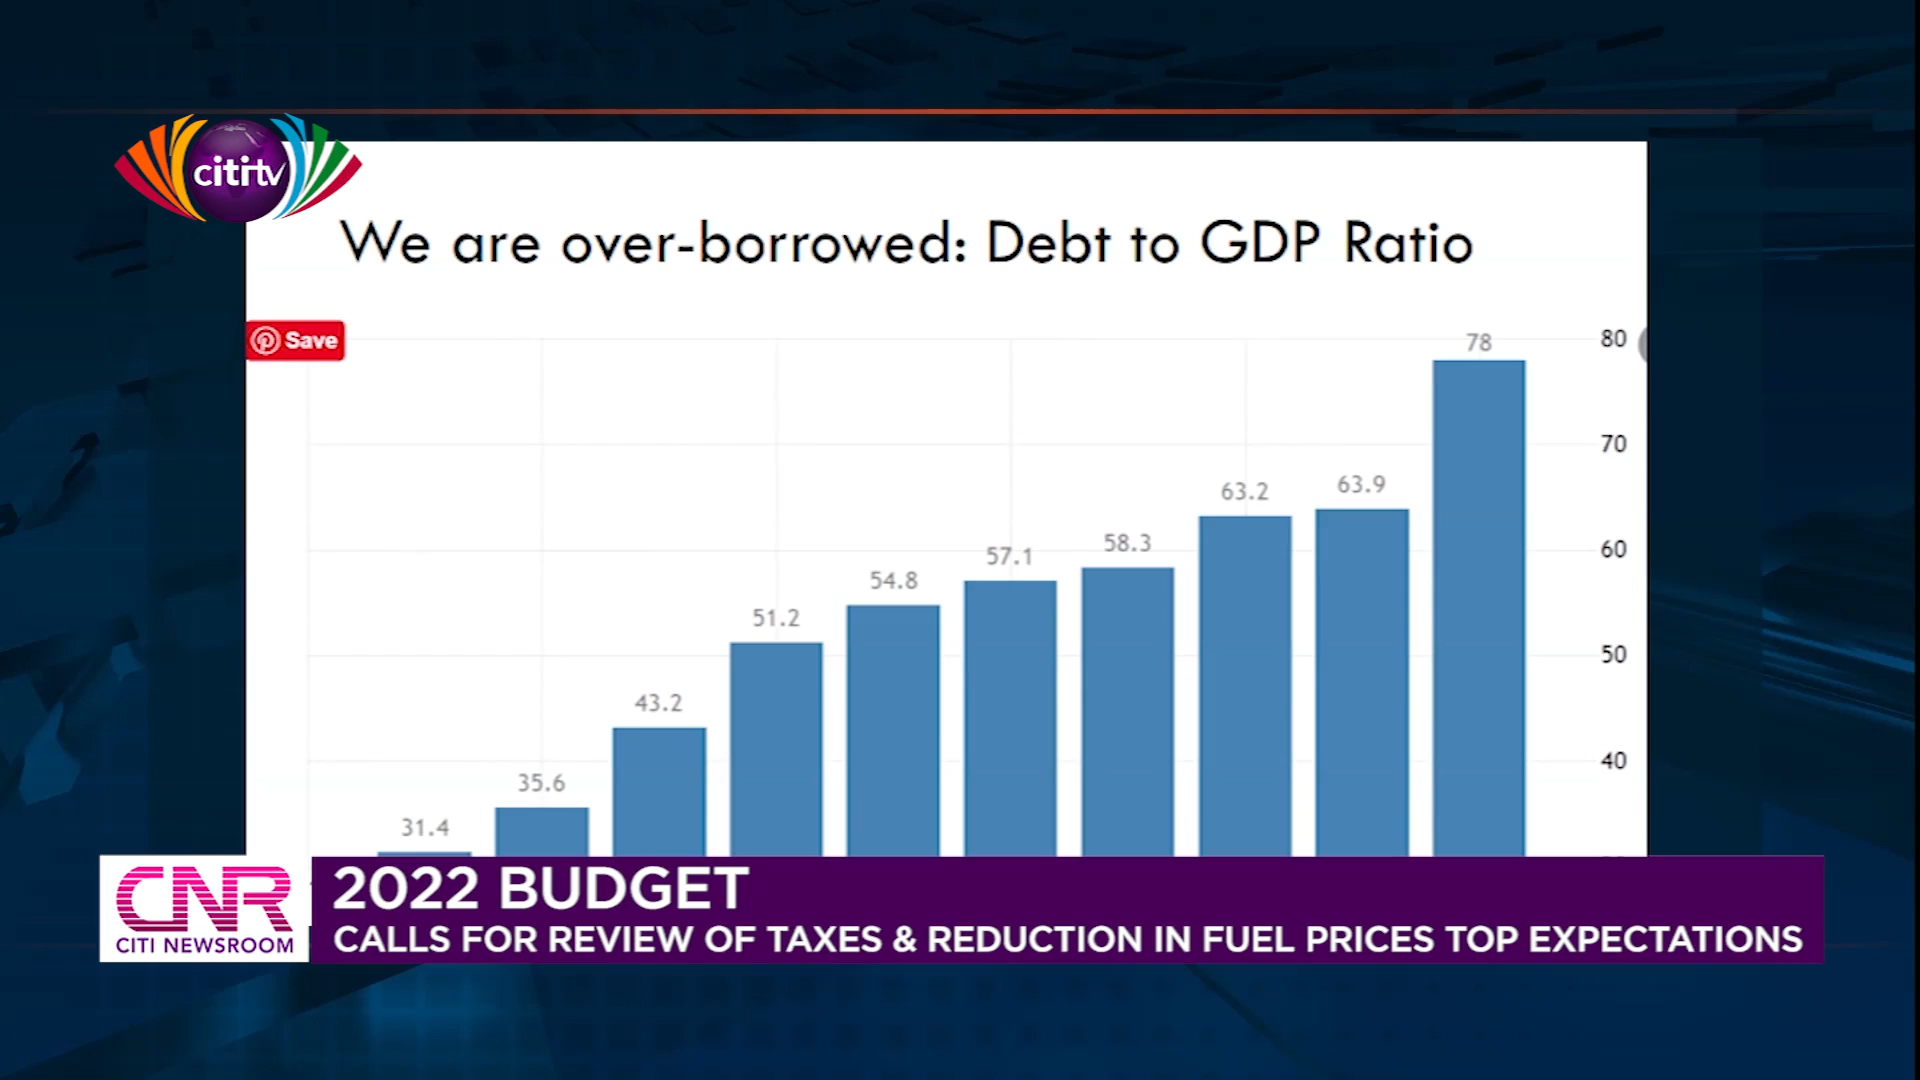 cititv
We are over-borrowed: Debt to GDP Ratio
Save
80
70
60
50
40
31.4
35.6
43.2
51.2
54.8
57.1
58.3
63.2
63.9
78
CNR
CITI NEWSROOM
2022 BUDGET
CALLS FOR REVIEW OF TAXES & REDUCTION IN FUEL PRICES TOP EXPECTATIONS